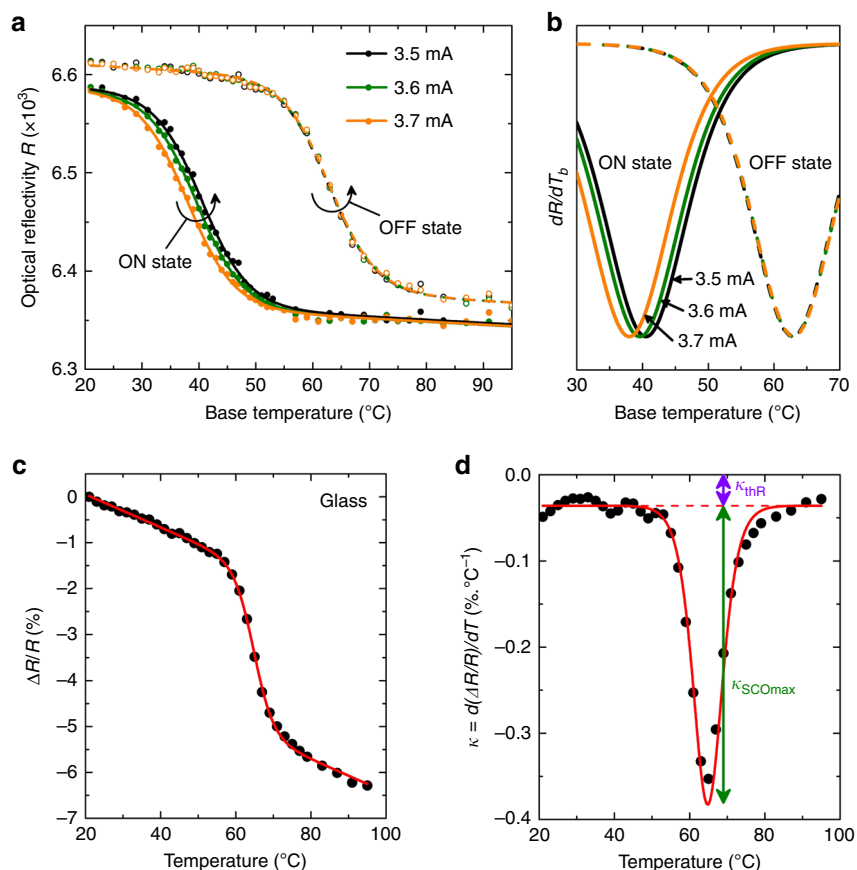 a
Optical reflectivity R (×10³)
6.6
6.5
6.4
6.3
3.5 mA
3.6 mA
3.7 mA
ON state
OFF state
20 30 40 50 60 70 80 90
Base temperature (°C)
b
dR/dT_b
ON state
OFF state
3.5 mA
3.6 mA
3.7 mA
30 40 50 60 70
Base temperature (°C)
c
ΔR/R (%)
0
−1
−2
−3
−4
−5
−6
−7
Glass
20 40 60 80 100
Temperature (°C)
d
κ = d(ΔR/R)/dT (%.°C⁻¹)
0.0
−0.1
−0.2
−0.3
−0.4
κthR
κSCOmax
20 40 60 80 100
Temperature (°C)